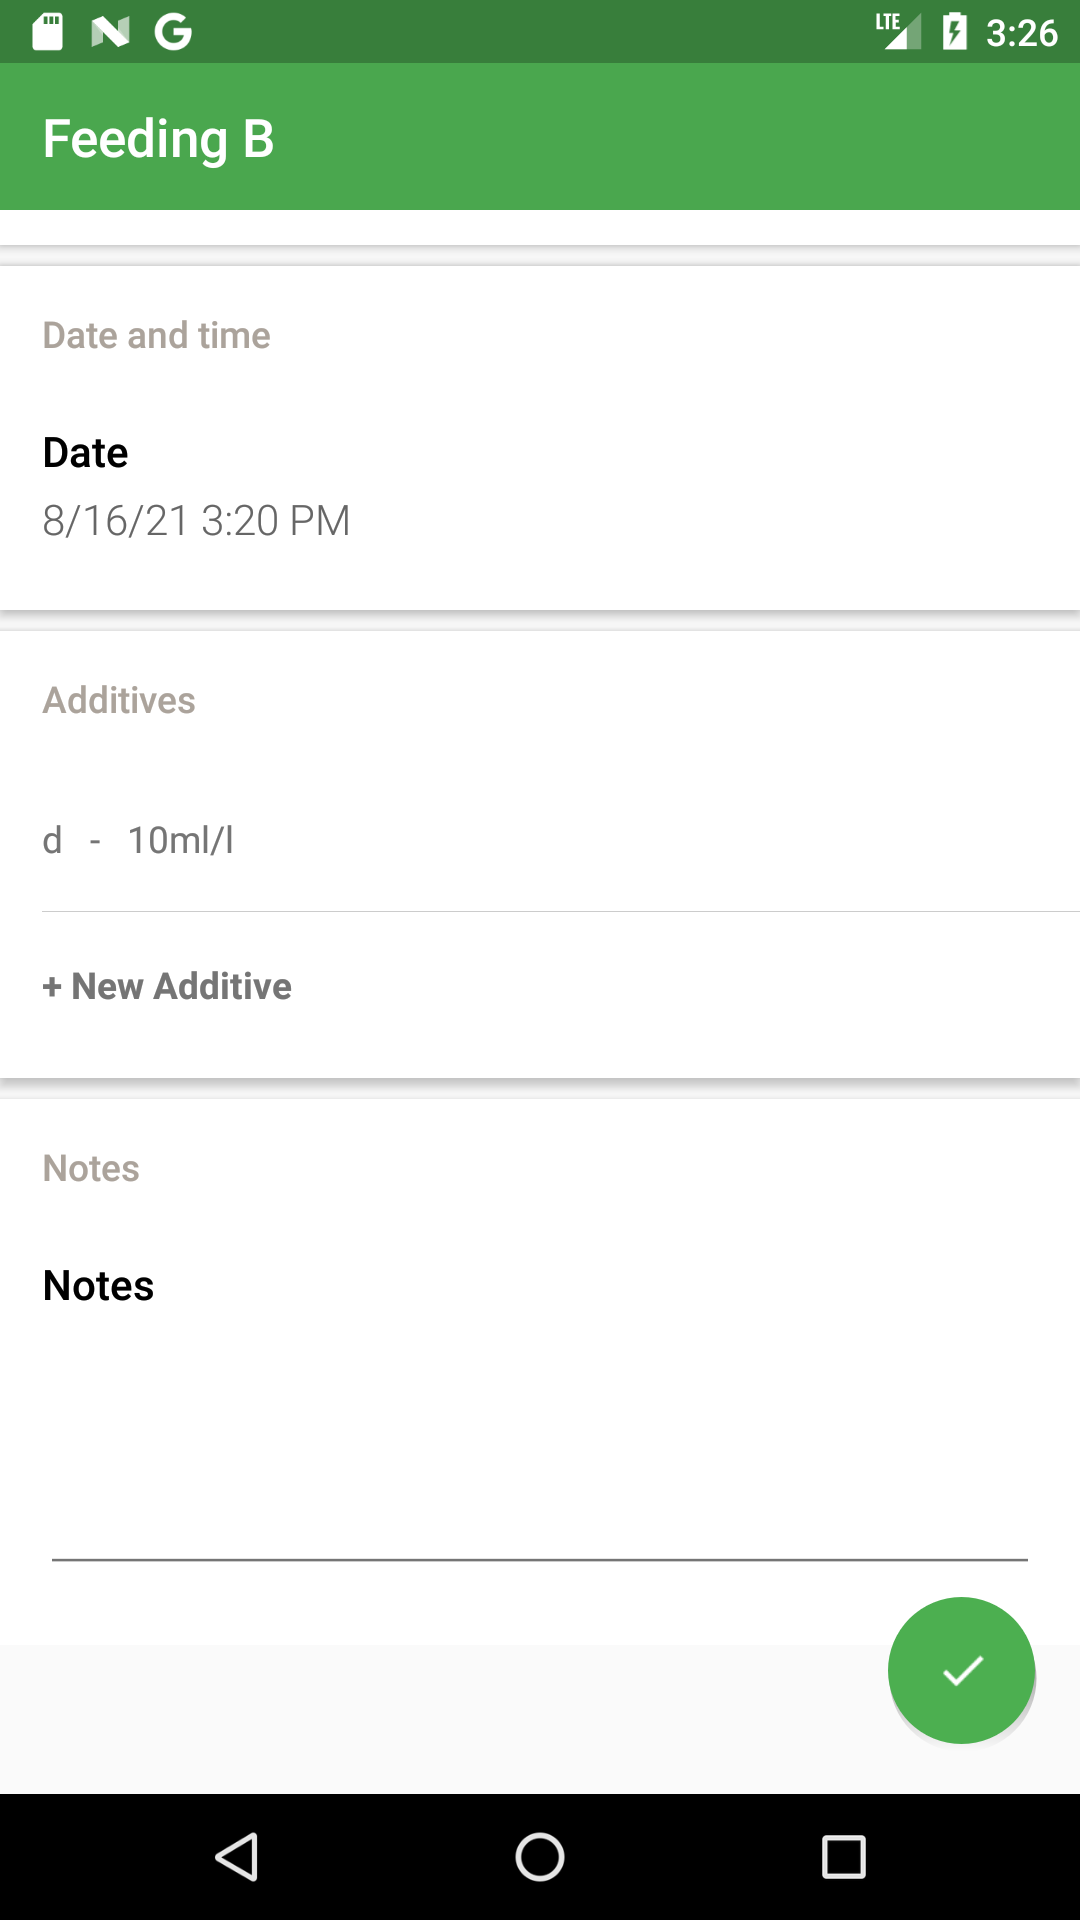 LTE 3:26
Feeding B
Date and time
Date
8/16/21 3:20 PM
Additives
d - 10ml/l
+ New Additive
Notes
Notes